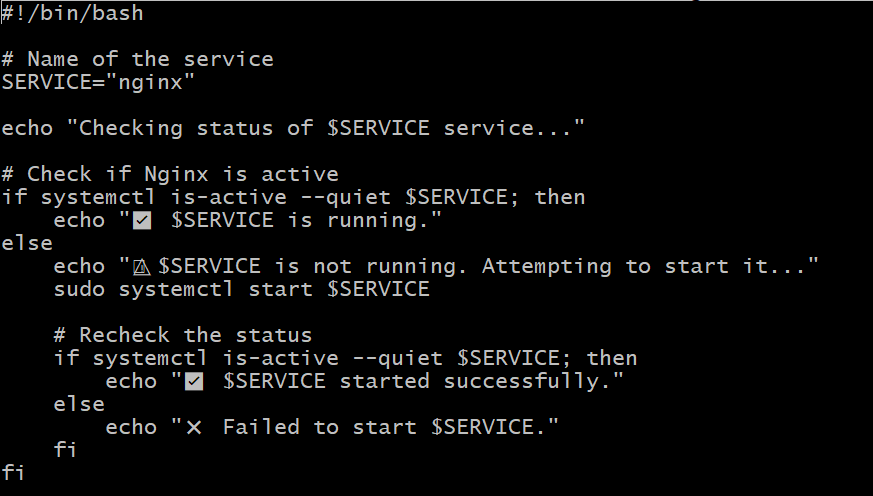 #!/bin/bash

# Name of the service
SERVICE="nginx"

echo "Checking status of $SERVICE service..."

# Check if Nginx is active
if systemctl is-active --quiet $SERVICE; then
    echo "✅ $SERVICE is running."
else
    echo "⚠️ $SERVICE is not running. Attempting to start it..."
    sudo systemctl start $SERVICE

    # Recheck the status
    if systemctl is-active --quiet $SERVICE; then
        echo "✅ $SERVICE started successfully."
    else
        echo "❌ Failed to start $SERVICE."
    fi
fi